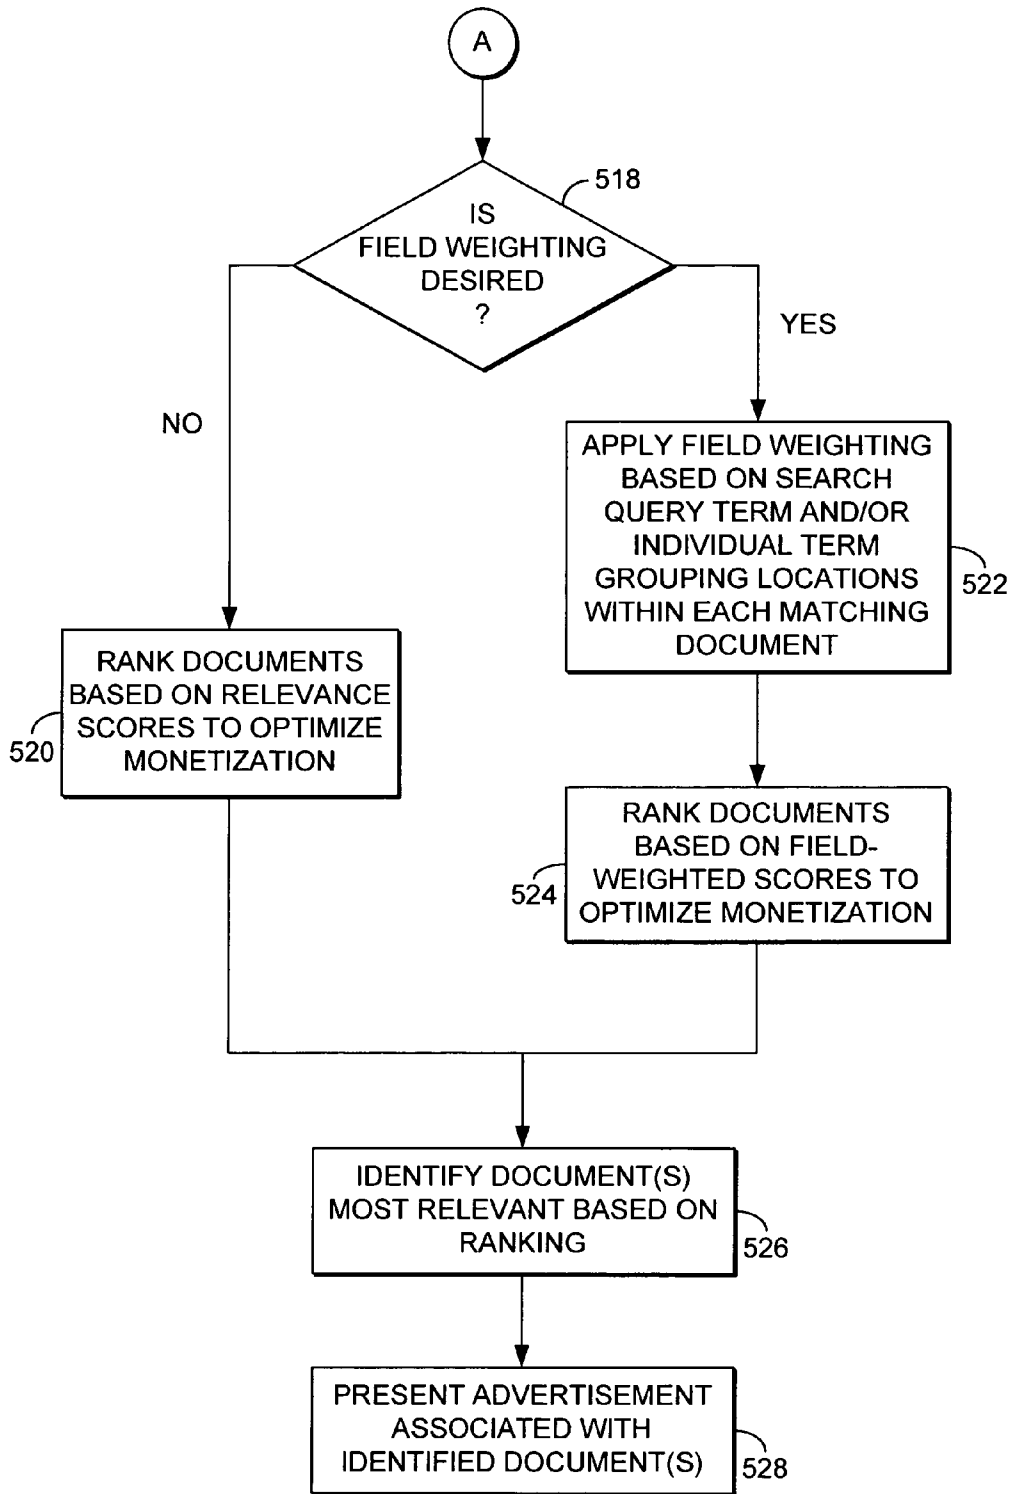 A
518
IS
FIELD WEIGHTING
DESIRED
?
YES
NO
APPLY FIELD WEIGHTING
BASED ON SEARCH
QUERY TERM AND/OR
INDIVIDUAL TERM
GROUPING LOCATIONS
WITHIN EACH MATCHING
DOCUMENT
522
RANK DOCUMENTS
BASED ON RELEVANCE
SCORES TO OPTIMIZE
MONETIZATION
520
RANK DOCUMENTS
BASED ON FIELD-
WEIGHTED SCORES TO
OPTIMIZE MONETIZATION
524
IDENTIFY DOCUMENT(S)
MOST RELEVANT BASED ON
RANKING
526
PRESENT ADVERTISEMENT
ASSOCIATED WITH
IDENTIFIED DOCUMENT(S)
528